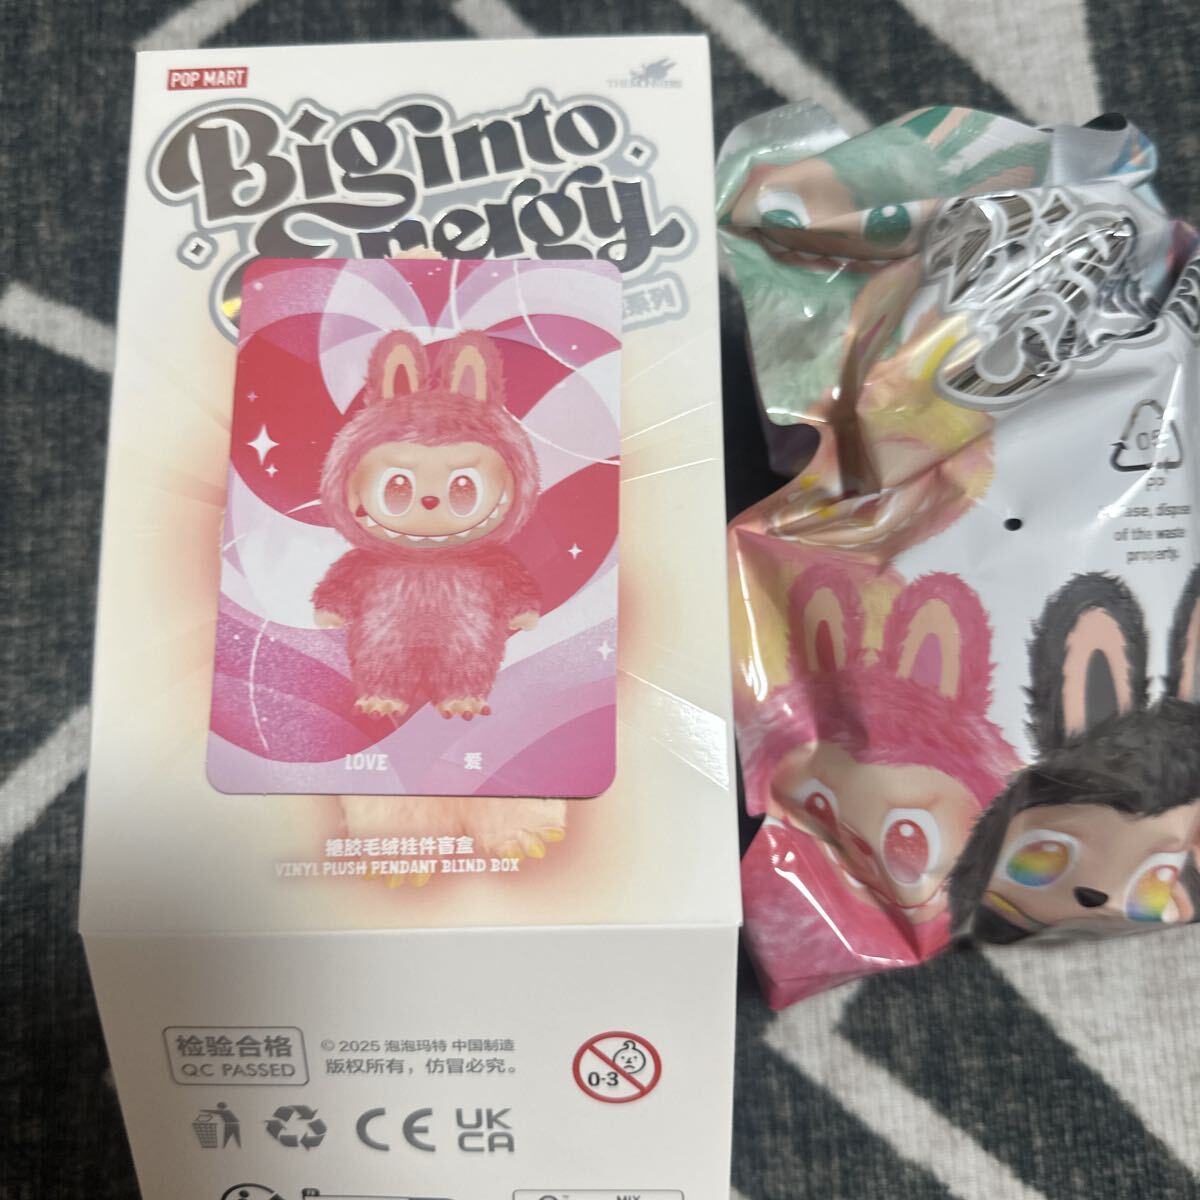 POP MART
THE MONSTERS
Big into
Energy
系列
LOVE 爱
搪胶毛绒挂件盲盒
VINYL PLUSH PENDANT BLIND BOX
检验合格
QC PASSED
© 2025 泡泡玛特 中国制造
版权所有，仿冒必究。
0-3
CE
UK
CA
MIX
Big
05
PP
of the waste
properly.